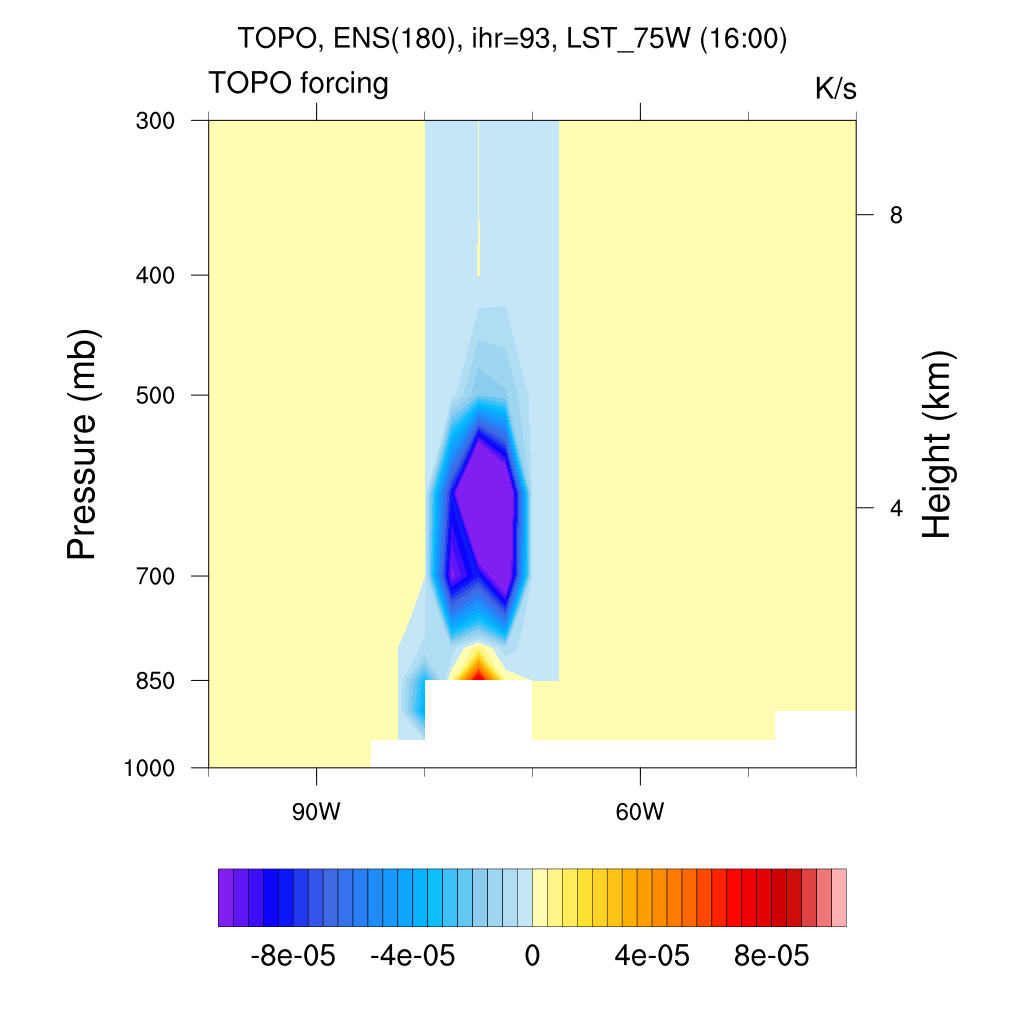 TOPO, ENS(180), ihr=93, LST_75W (16:00)
TOPO forcing
K/s
300
400
500
700
850
1000
Pressure (mb)
8
4
Height (km)
90W
60W
-8e-05
-4e-05
0
4e-05
8e-05